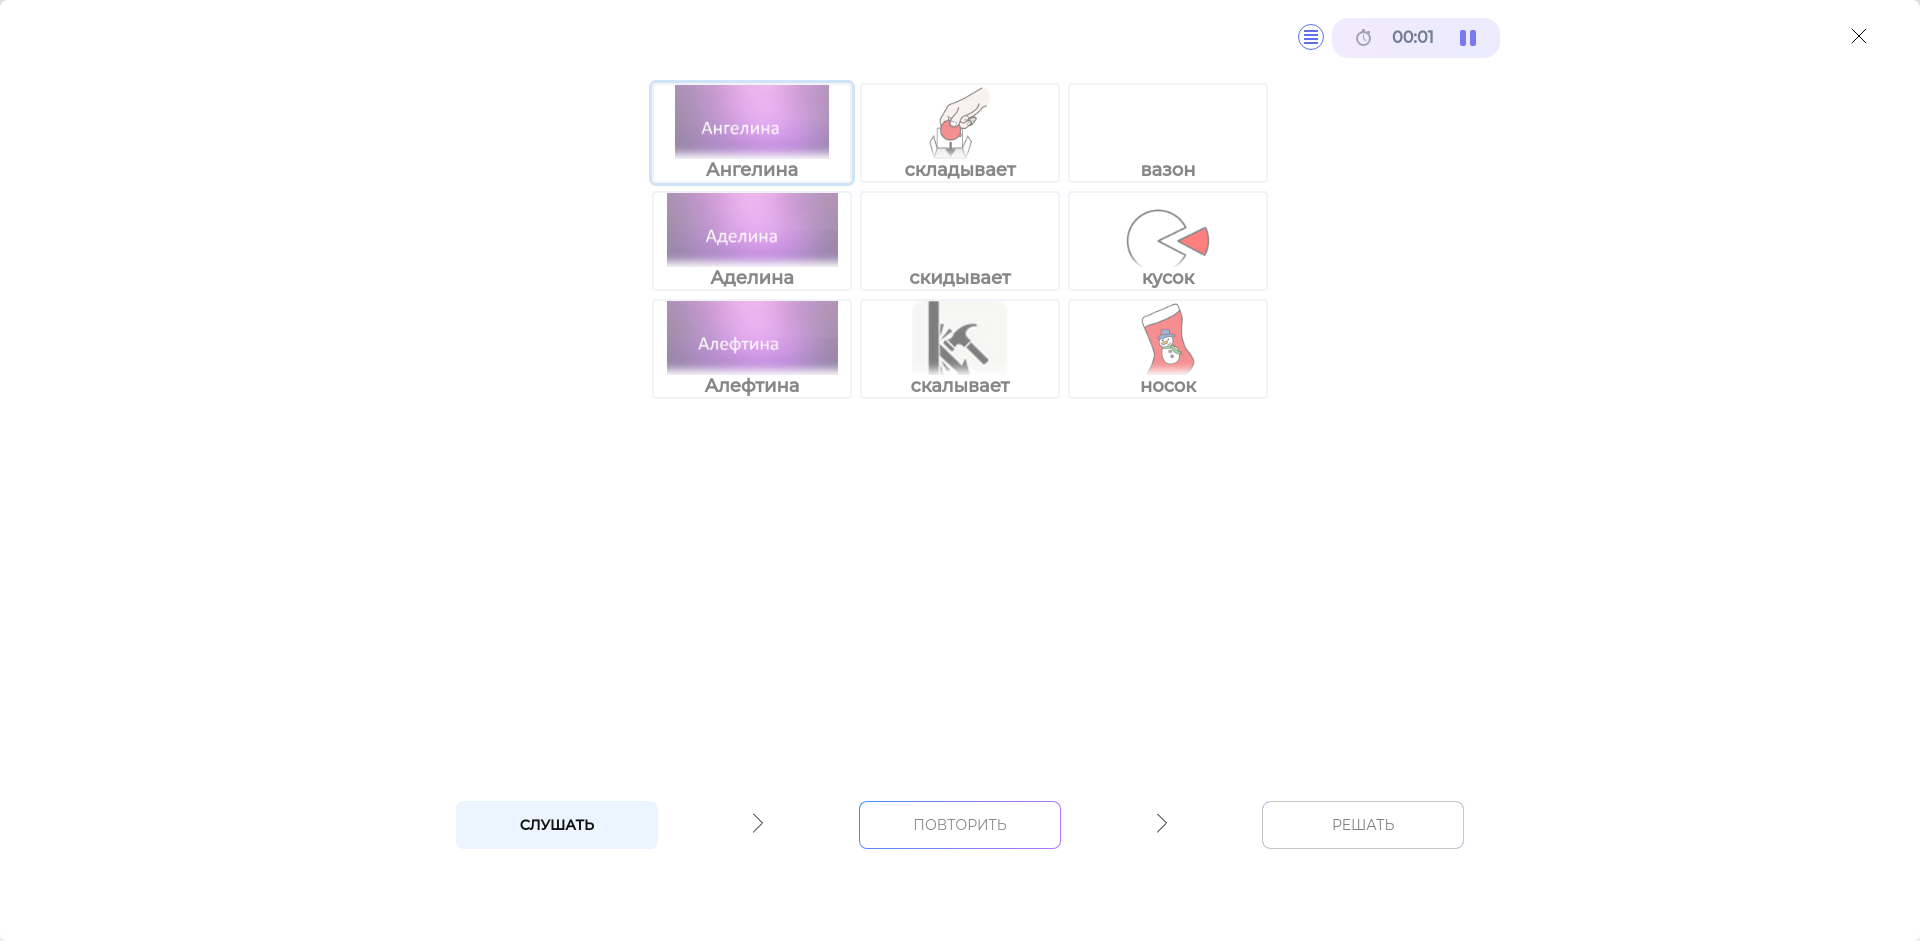 00:01
Ангелина
Ангелина
складывает
вазон
Аделина
Аделина
скидывает
кусок
Алефтина
Алефтина
скалывает
носок
СЛУШАТЬ
ПОВТОРИТЬ
РЕШАТЬ